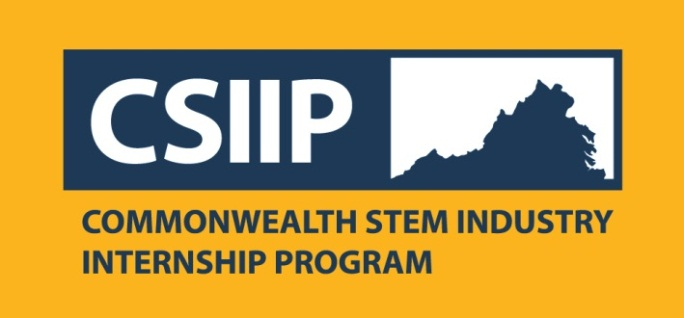 CSIIP
COMMONWEALTH STEM INDUSTRY
INTERNSHIP PROGRAM